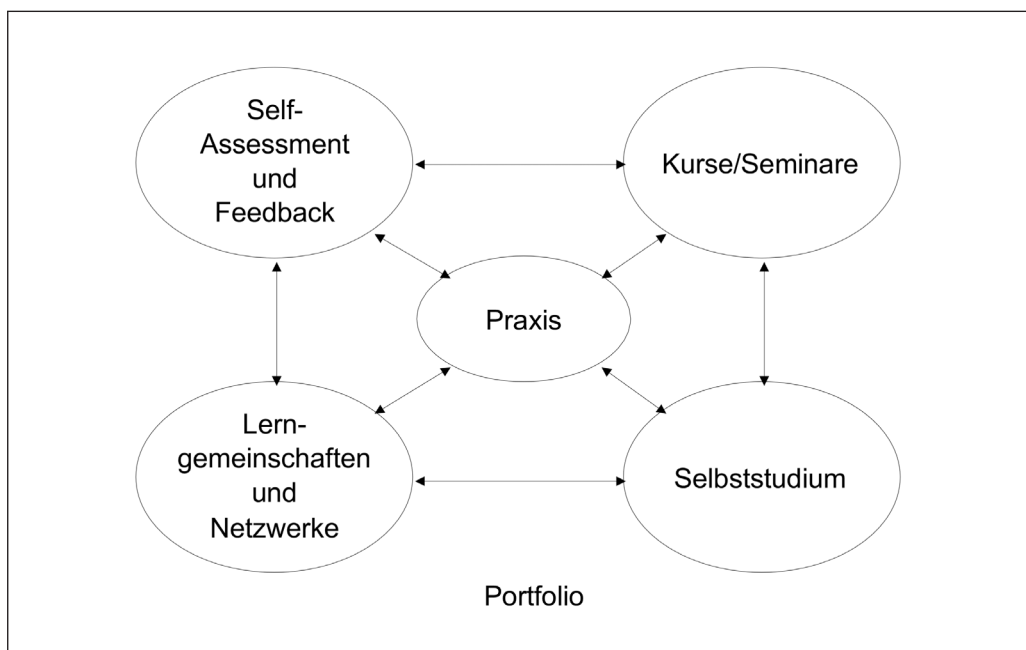 Self-
Assessment
und
Feedback
Kurse/Seminare
Praxis
Lern-
gemeinschaften
und
Netzwerke
Selbststudium
Portfolio